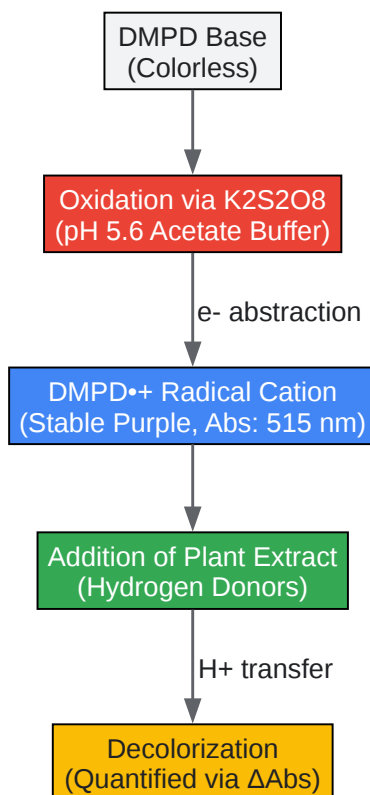 DMPD Base
(Colorless)
Oxidation via K2S2O8
(pH 5.6 Acetate Buffer)
e- abstraction
DMPD•+ Radical Cation
(Stable Purple, Abs: 515 nm)
Addition of Plant Extract
(Hydrogen Donors)
H+ transfer
Decolorization
(Quantified via ΔAbs)